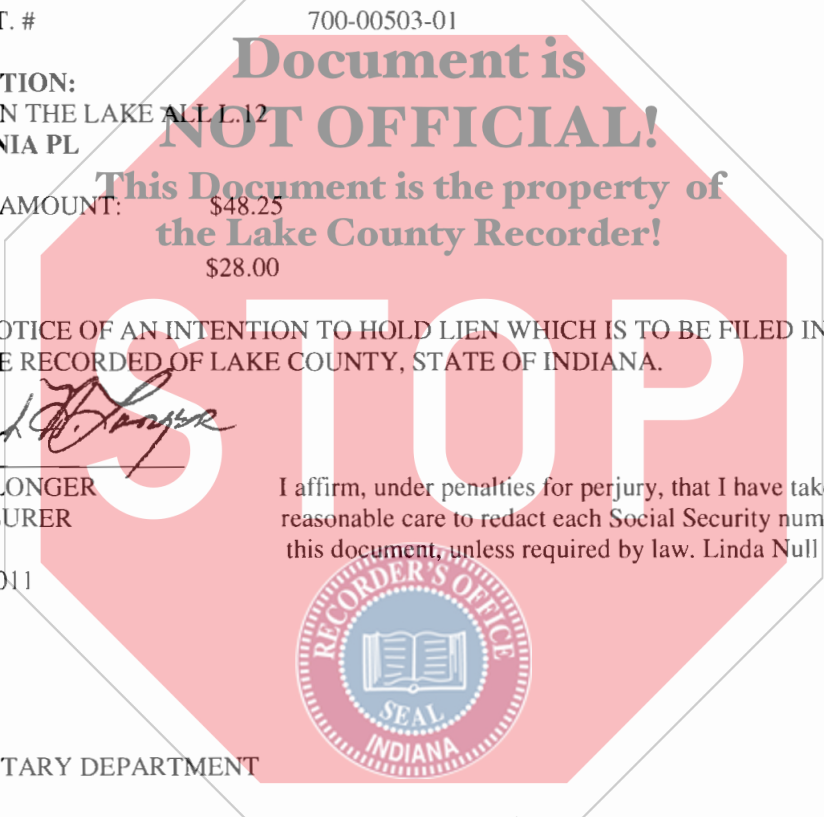 T. # 700-00503-01
Document is
TION:
N THE LAKE ALL L.12
NOT OFFICIAL!
NIA PL
This Document is the property of
AMOUNT: $48.25
the Lake County Recorder!
$28.00
STOP
OTICE OF AN INTENTION TO HOLD LIEN WHICH IS TO BE FILED IN
E RECORDED OF LAKE COUNTY, STATE OF INDIANA.
LONGER I affirm, under penalties for perjury, that I have tak
URER reasonable care to redact each Social Security num
this document, unless required by law. Linda Null
011
RECORDER'S OFFICE
SEAL
INDIANA
TARY DEPARTMENT